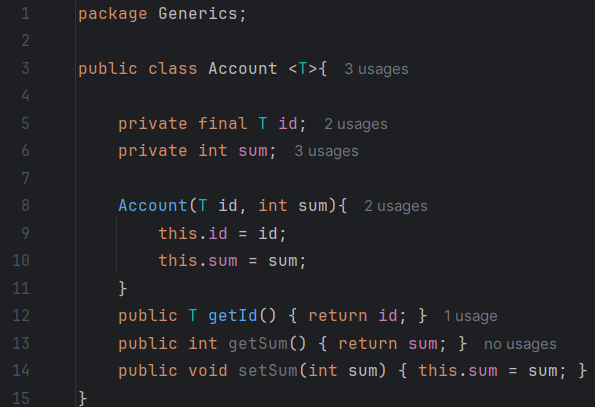 1 package Generics;
2
3 public class Account <T>{ 3 usages
4
5 private final T id; 2 usages
6 private int sum; 3 usages
7
8 Account(T id, int sum){ 2 usages
9 this.id = id;
10 this.sum = sum;
11 }
12 public T getId() { return id; } 1 usage
13 public int getSum() { return sum; } no usages
14 public void setSum(int sum) { this.sum = sum; }
15 }